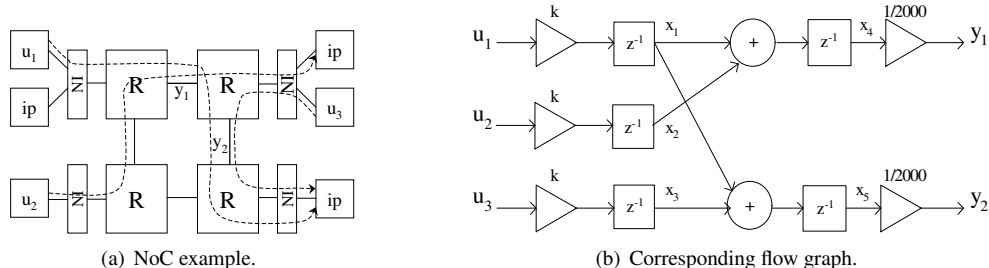 u1
ip
NI
R
R
NI
ip
u3
y1
y2
u2
NI
R
R
NI
ip
(a) NoC example.
k
1/2000
u1
z-1
x1
+
z-1
x4
y1
k
u2
z-1
x2
k
1/2000
u3
z-1
x3
+
z-1
x5
y2
(b) Corresponding flow graph.